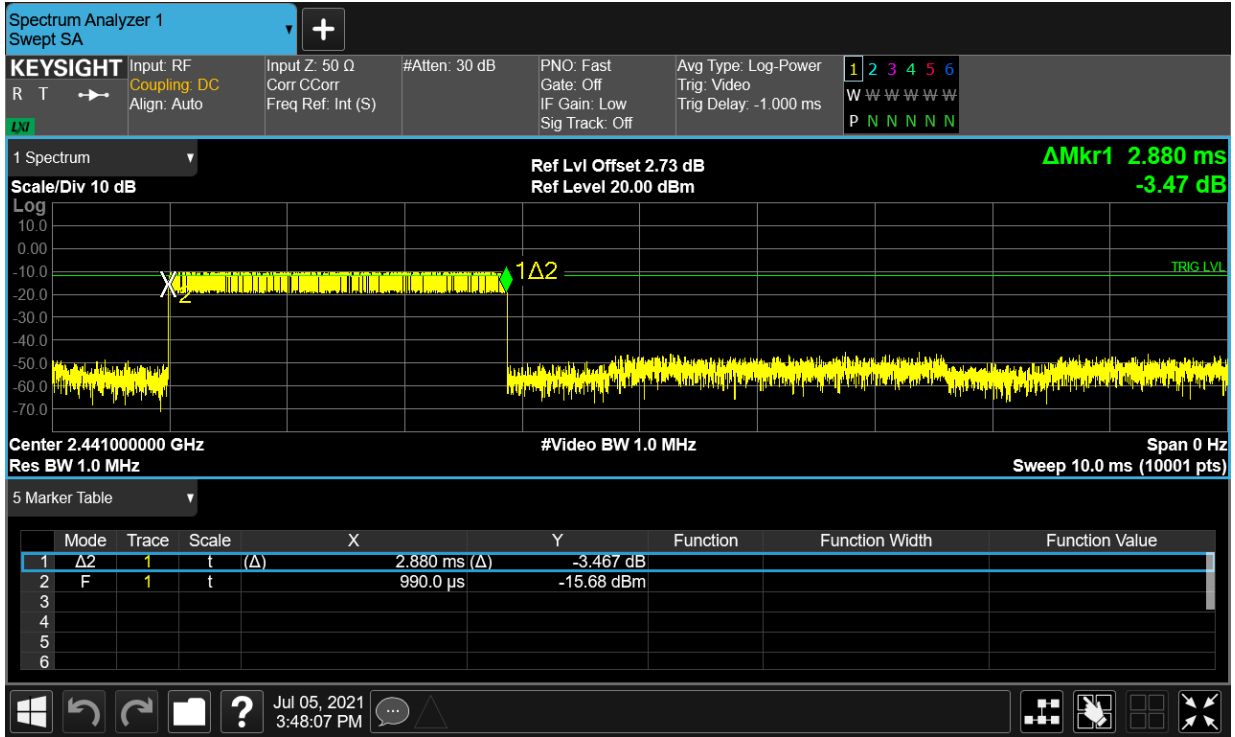 Spectrum Analyzer 1
Swept SA
KEYSIGHT
R T
LXI
Input: RF
Coupling: DC
Align: Auto
Input Z: 50 Ω
Corr CCorr
Freq Ref: Int (S)
#Atten: 30 dB
PNO: Fast
Gate: Off
IF Gain: Low
Sig Track: Off
Avg Type: Log-Power
Trig: Video
Trig Delay: -1.000 ms
1 2 3 4 5 6
W W W W W W
P N N N N N
1 Spectrum
Scale/Div 10 dB
Ref Lvl Offset 2.73 dB
Ref Level 20.00 dBm
ΔMkr1 2.880 ms
-3.47 dB
Log
10.0
0.00
-10.0
-20.0
-30.0
-40.0
-50.0
-60.0
-70.0
X
2
1Δ2
TRIG LVL
Center 2.441000000 GHz
Res BW 1.0 MHz
#Video BW 1.0 MHz
Span 0 Hz
Sweep 10.0 ms (10001 pts)
5 Marker Table
Mode Trace Scale X Y Function Function Width Function Value
1 Δ2 1 t (Δ) 2.880 ms (Δ) -3.467 dB
2 F 1 t 990.0 μs -15.68 dBm
3
4
5
6
?
Jul 05, 2021
3:48:07 PM